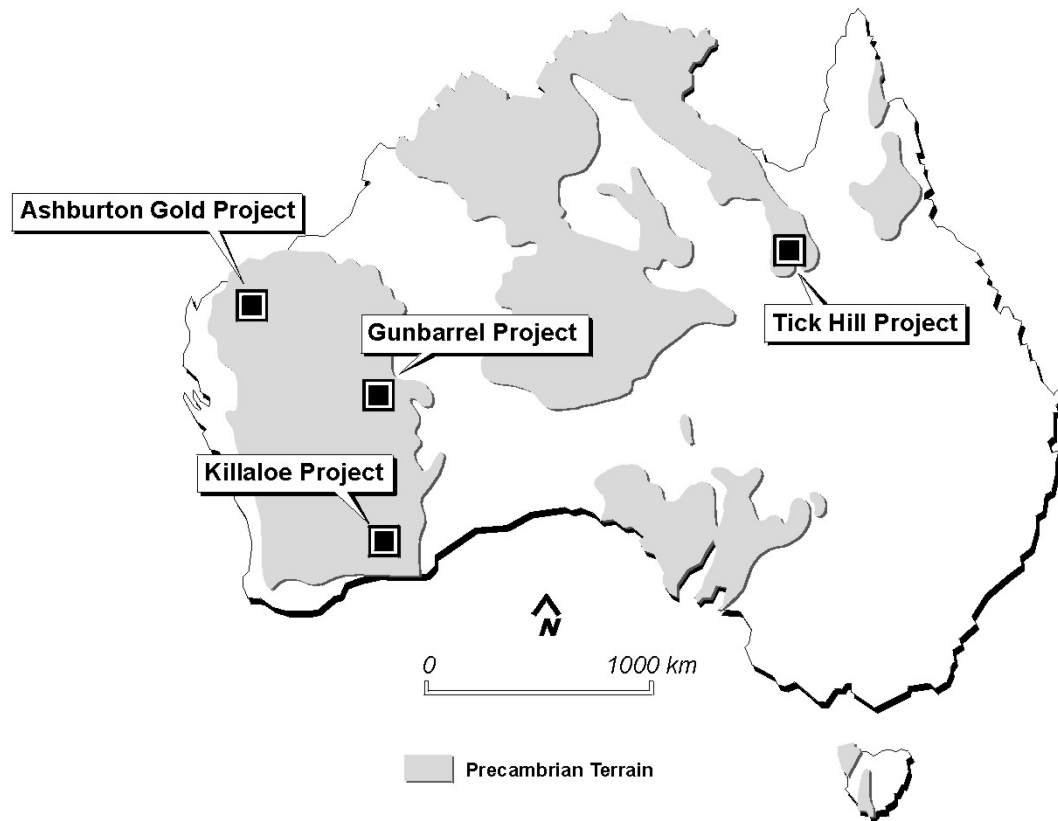 Ashburton Gold Project
Gunbarrel Project
Tick Hill Project
Killaloe Project
N
0 1000 km
Precambrian Terrain